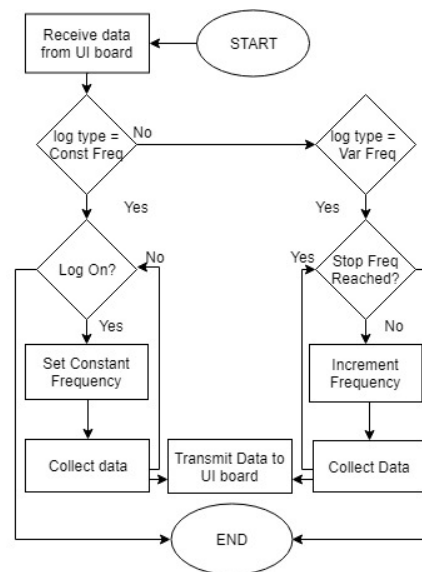 Receive data
from UI board
START
log type =
Const Freq
No
log type =
Var Freq
Yes
Yes
Log On?
No
Yes
Stop Freq
Reached?
Yes
No
Set Constant
Frequency
Increment
Frequency
Collect data
Transmit Data to
UI board
Collect Data
END